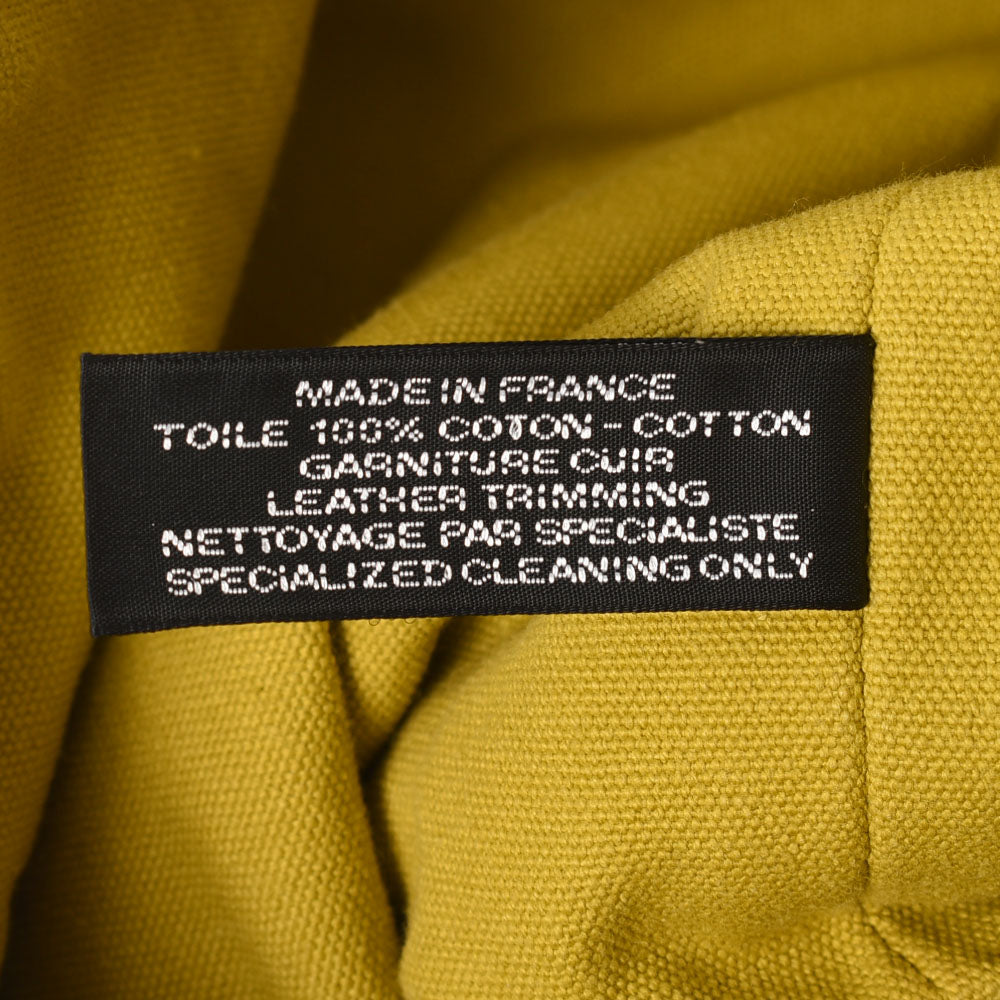 MADE IN FRANCE
TOILE 100% COTON - COTTON
GARNITURE CUIR
LEATHER TRIMMING
NETTOYAGE PAR SPECIALISTE
SPECIALIZED CLEANING ONLY